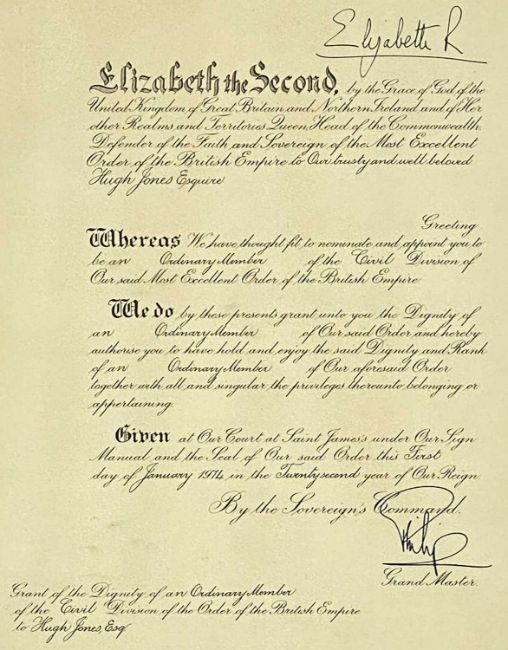 Elizabeth R
Elizabeth the Second, by the Grace of God of the
United Kingdom of Great Britain and Northern Ireland and of Her
other Realms and Territories Queen, Head of the Commonwealth,
Defender of the Faith and Sovereign of the Most Excellent
Order of the British Empire to Our trusty and well beloved
Hugh Jones Esquire
Greeting
Whereas We have thought fit to nominate and appoint you to
be an Ordinary Member of the Civil Division of
Our said Most Excellent Order of the British Empire
We do by these presents grant unto you the Dignity of
an Ordinary Member of Our said Order and hereby
authorise you to have hold and enjoy the said Dignity and Rank
of an Ordinary Member of Our aforesaid Order
together with all and singular the privileges thereunto belonging or
appertaining
Given at Our Court at Saint James's under Our Sign
Manual and the Seal of Our said Order this First
day of January 1974 in the Twenty second year of Our Reign
By the Sovereign's Command.
Philip
Grand Master.
Grant of the Dignity of an Ordinary Member
of the Civil Division of the Order of the British Empire
to Hugh Jones, Esq.